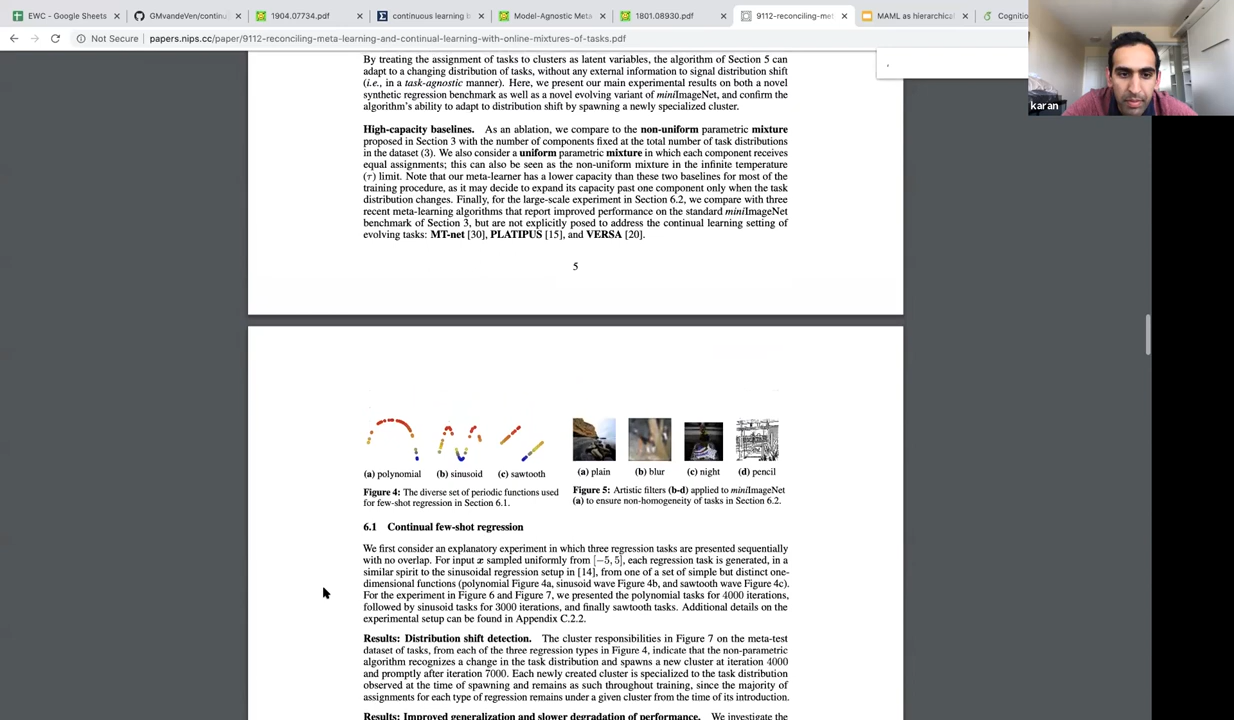 EWC - Google Sheets
GMvandeVen/continu
1904.07734.pdf
continuous learning b
Model-Agnostic Meta
1801.08930.pdf
9112-reconciling-met
MAML as hierarchical
Cognition
Not Secure | papers.nips.cc/paper/9112-reconciling-meta-learning-and-continual-learning-with-online-mixtures-of-tasks.pdf
karan
By treating the assignment of tasks to clusters as latent variables, the algorithm of Section 5 can
adapt to a changing distribution of tasks, without any external information to signal distribution shift
(i.e., in a task-agnostic manner). Here, we present our main experimental results on both a novel
synthetic regression benchmark as well as a novel evolving variant of miniImageNet, and confirm the
algorithm's ability to adapt to distribution shift by spawning a newly specialized cluster.
High-capacity baselines. As an ablation, we compare to the non-uniform parametric mixture
proposed in Section 3 with the number of components fixed at the total number of task distributions
in the dataset (3). We also consider a uniform parametric mixture in which each component receives
equal assignments; this can also be seen as the non-uniform mixture in the infinite temperature
(τ) limit. Note that our meta-learner has a lower capacity than these two baselines for most of the
training procedure, as it may decide to expand its capacity past one component only when the task
distribution changes. Finally, for the large-scale experiment in Section 6.2, we compare with three
recent meta-learning algorithms that report improved performance on the standard miniImageNet
benchmark of Section 3, but are not explicitly posed to address the continual learning setting of
evolving tasks: MT-net [30], PLATIPUS [15], and VERSA [20].
5
(a) polynomial (b) sinusoid (c) sawtooth
Figure 4: The diverse set of periodic functions used
for few-shot regression in Section 6.1.
(a) plain (b) blur (c) night (d) pencil
Figure 5: Artistic filters (b-d) applied to miniImageNet
(a) to ensure non-homogeneity of tasks in Section 6.2.
6.1 Continual few-shot regression
We first consider an explanatory experiment in which three regression tasks are presented sequentially
with no overlap. For input x sampled uniformly from [−5, 5], each regression task is generated, in a
similar spirit to the sinusoidal regression setup in [14], from one of a set of simple but distinct one-
dimensional functions (polynomial Figure 4a, sinusoid wave Figure 4b, and sawtooth wave Figure 4c).
For the experiment in Figure 6 and Figure 7, we presented the polynomial tasks for 4000 iterations,
followed by sinusoid tasks for 3000 iterations, and finally sawtooth tasks. Additional details on the
experimental setup can be found in Appendix C.2.2.
Results: Distribution shift detection. The cluster responsibilities in Figure 7 on the meta-test
dataset of tasks, from each of the three regression types in Figure 4, indicate that the non-parametric
algorithm recognizes a change in the task distribution and spawns a new cluster at iteration 4000
and promptly after iteration 7000. Each newly created cluster is specialized to the task distribution
observed at the time of spawning and remains as such throughout training, since the majority of
assignments for each type of regression remains under a given cluster from the time of its introduction.
Results: Improved generalization and slower degradation of performance. We investigate the